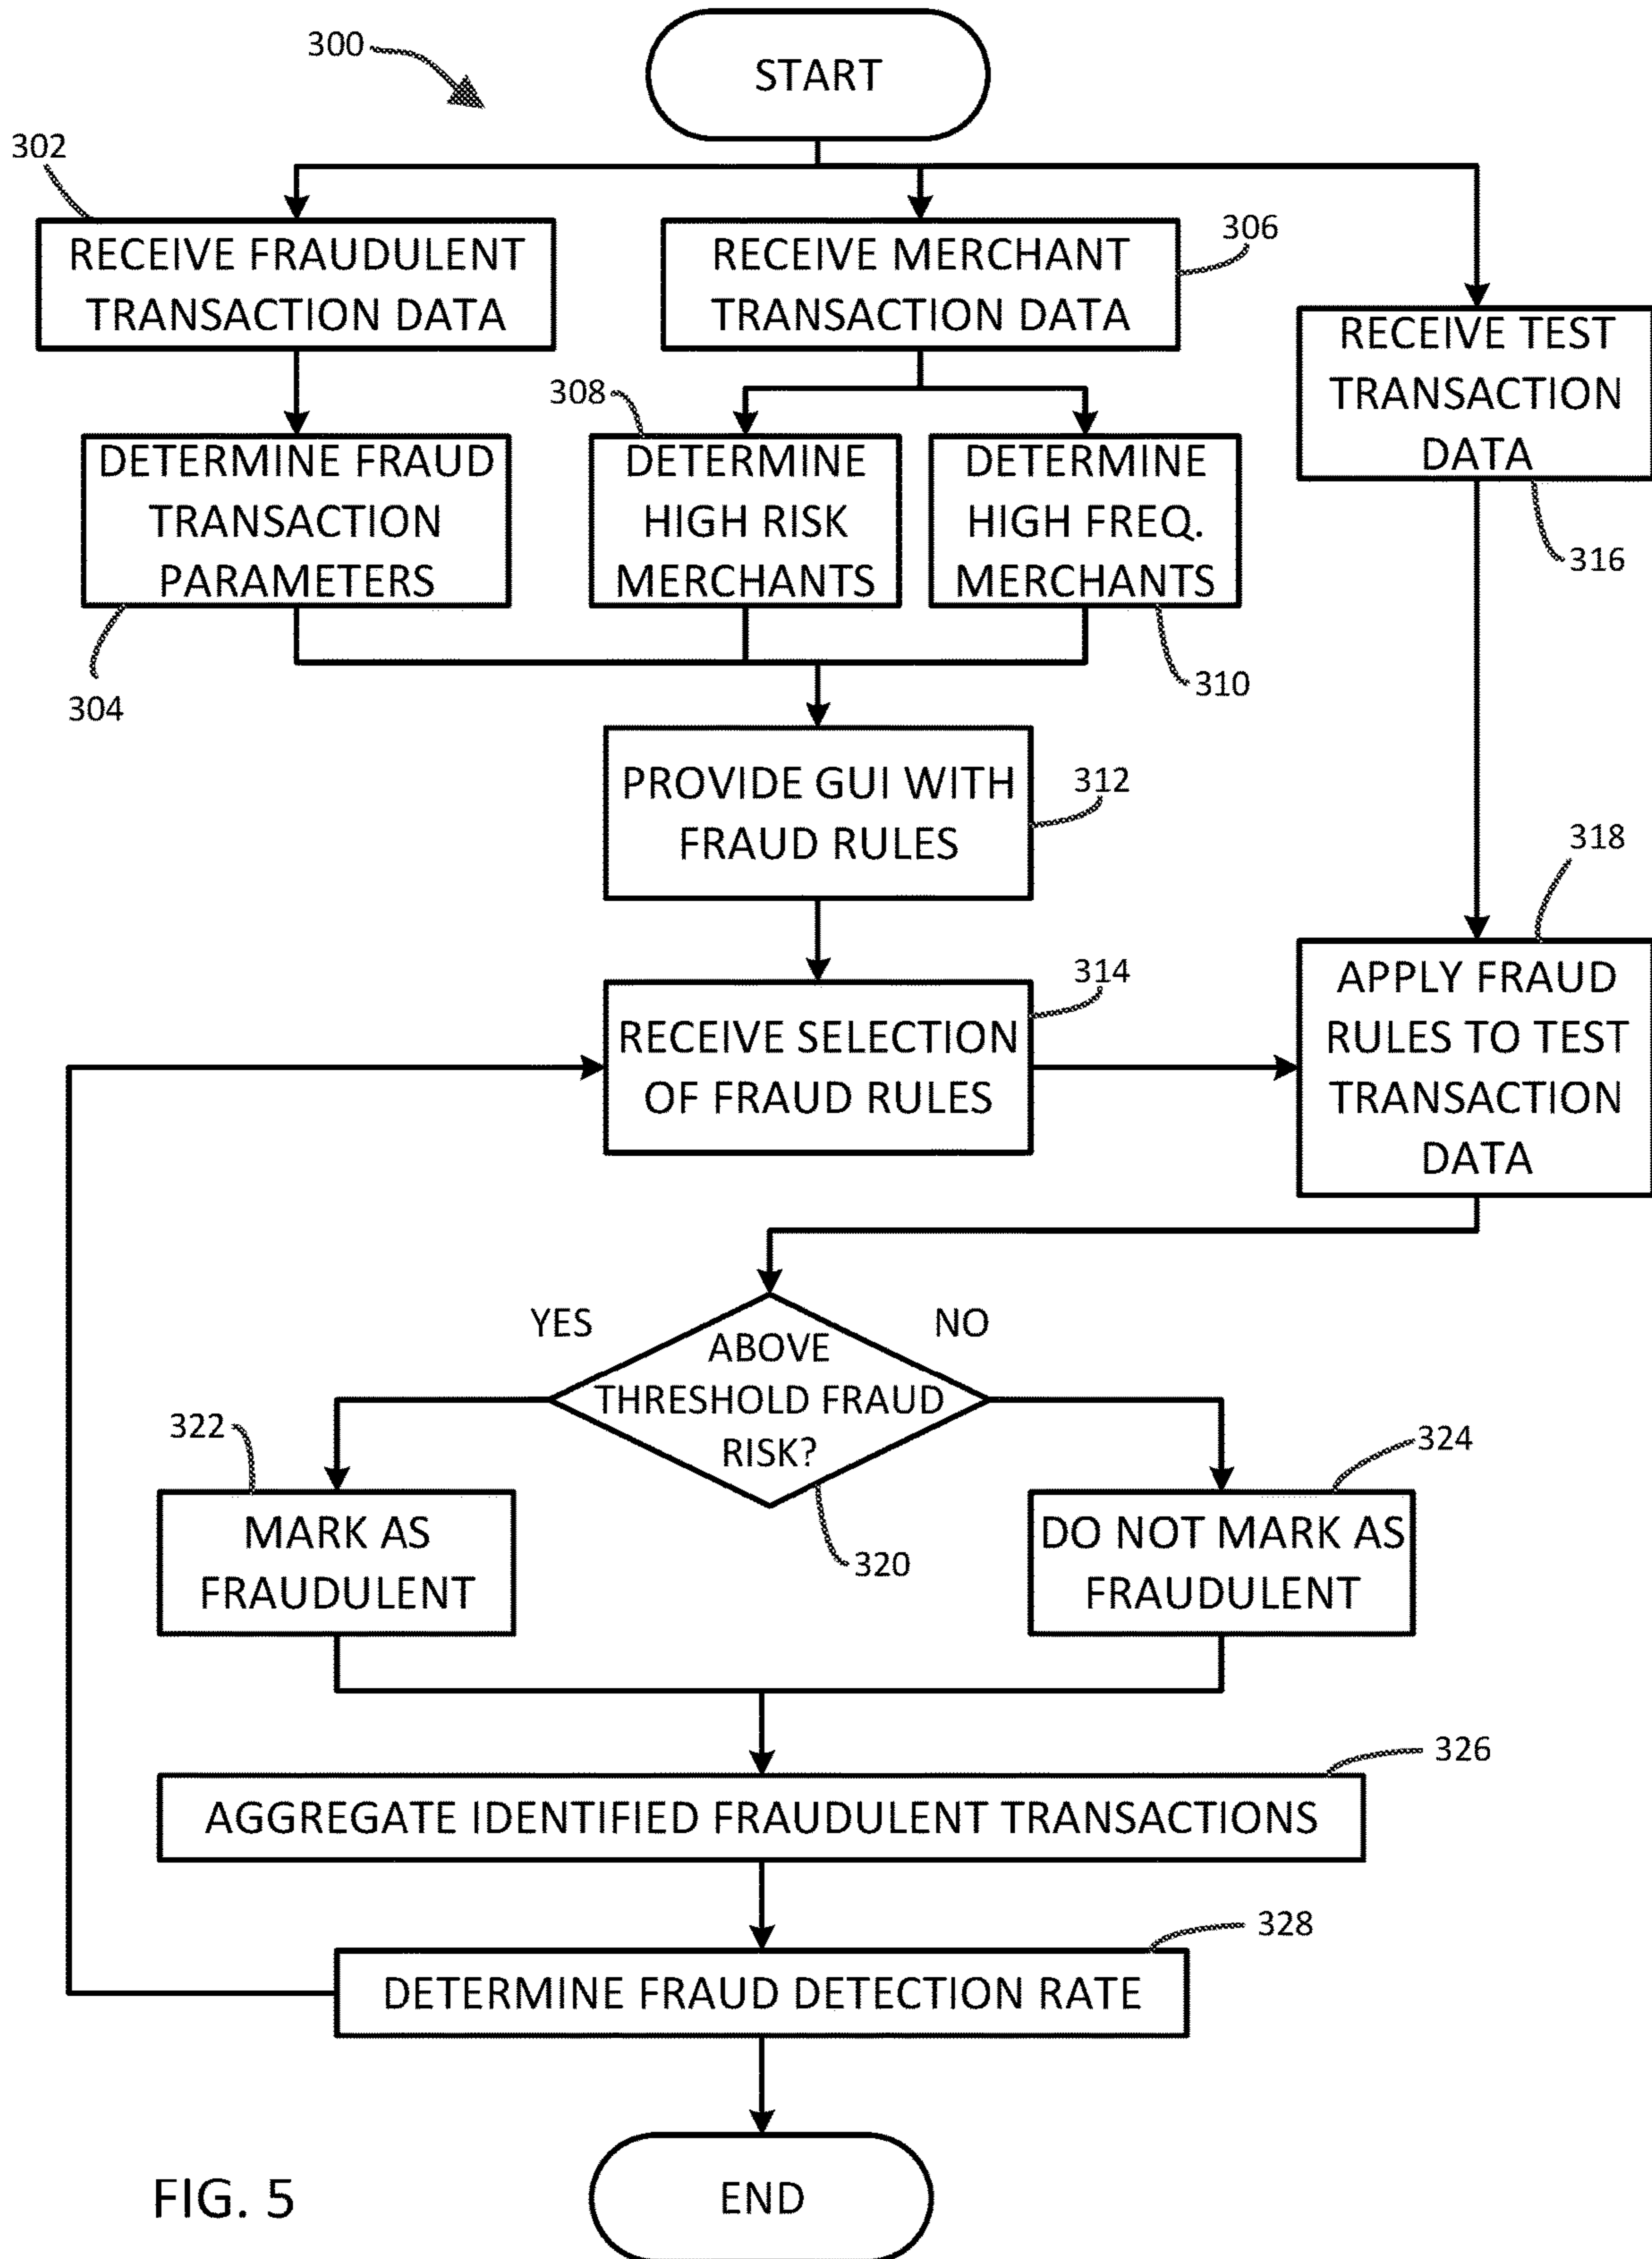 300
START
302
RECEIVE FRAUDULENT
TRANSACTION DATA
RECEIVE MERCHANT
TRANSACTION DATA
306
RECEIVE TEST
TRANSACTION
DATA
316
DETERMINE FRAUD
TRANSACTION
PARAMETERS
304
308
DETERMINE
HIGH RISK
MERCHANTS
DETERMINE
HIGH FREQ.
MERCHANTS
310
PROVIDE GUI WITH
FRAUD RULES
312
RECEIVE SELECTION
OF FRAUD RULES
314
318
APPLY FRAUD
RULES TO TEST
TRANSACTION
DATA
YES
NO
ABOVE
THRESHOLD FRAUD
RISK?
320
322
MARK AS
FRAUDULENT
324
DO NOT MARK AS
FRAUDULENT
326
AGGREGATE IDENTIFIED FRAUDULENT TRANSACTIONS
328
DETERMINE FRAUD DETECTION RATE
END
FIG. 5